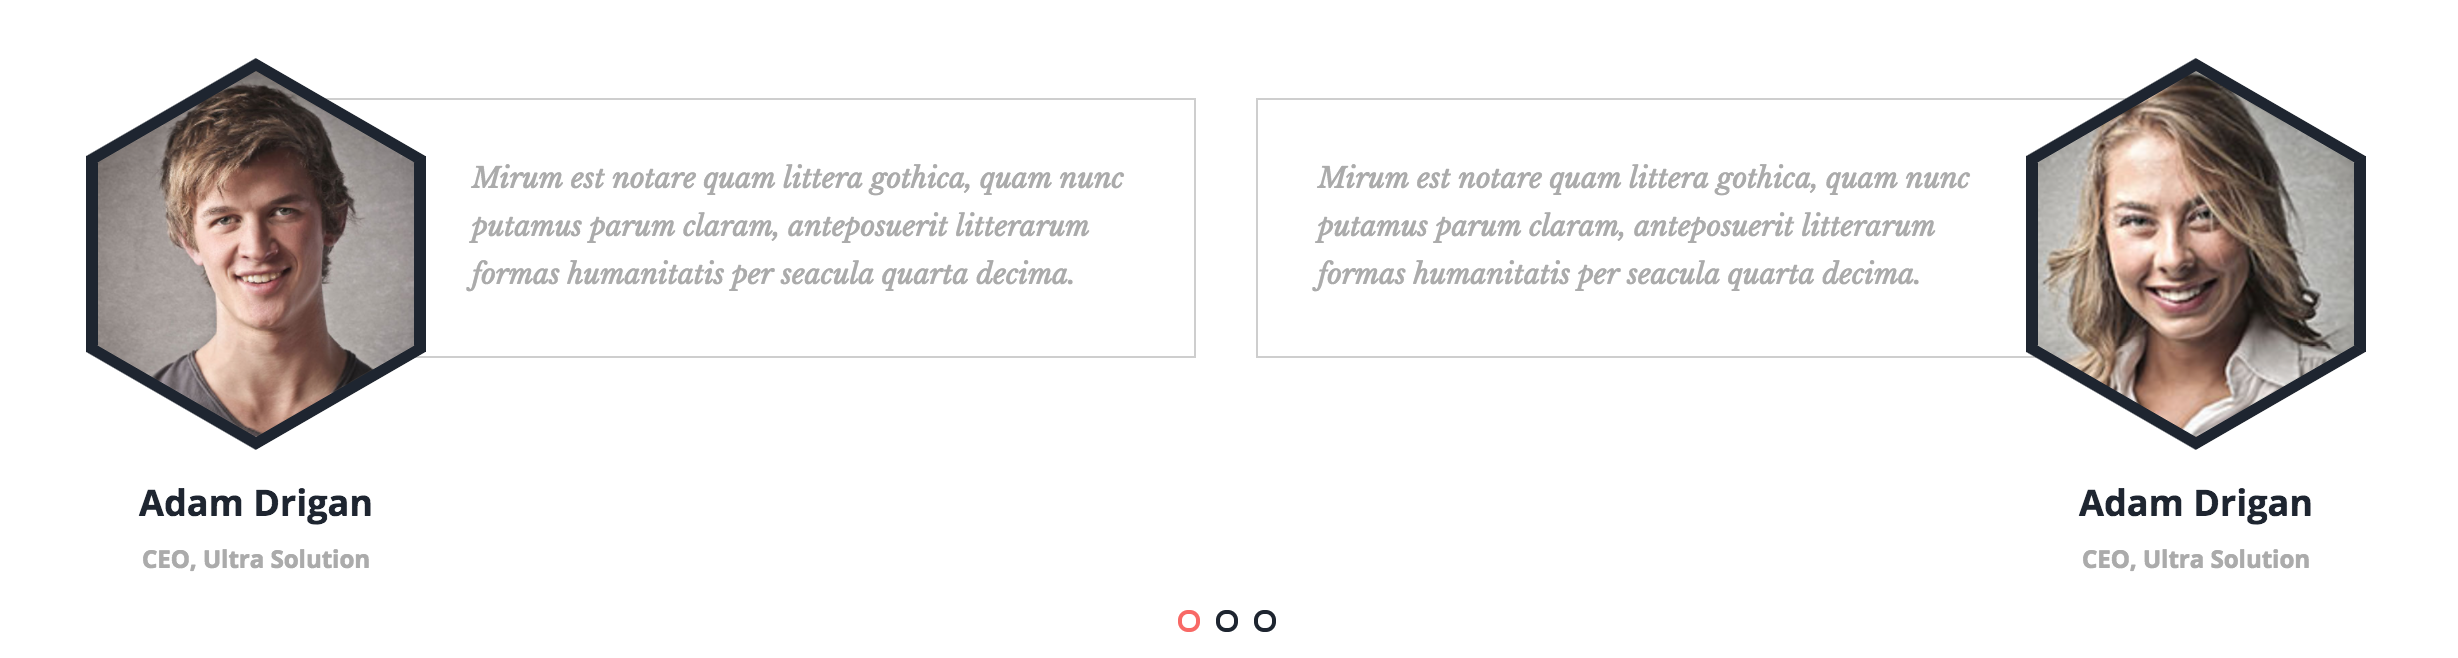 Mirum est notare quam littera gothica, quam nunc
putamus parum claram, anteposuerit litterarum
formas humanitatis per seacula quarta decima.
Adam Drigan
CEO, Ultra Solution
Mirum est notare quam littera gothica, quam nunc
putamus parum claram, anteposuerit litterarum
formas humanitatis per seacula quarta decima.
Adam Drigan
CEO, Ultra Solution